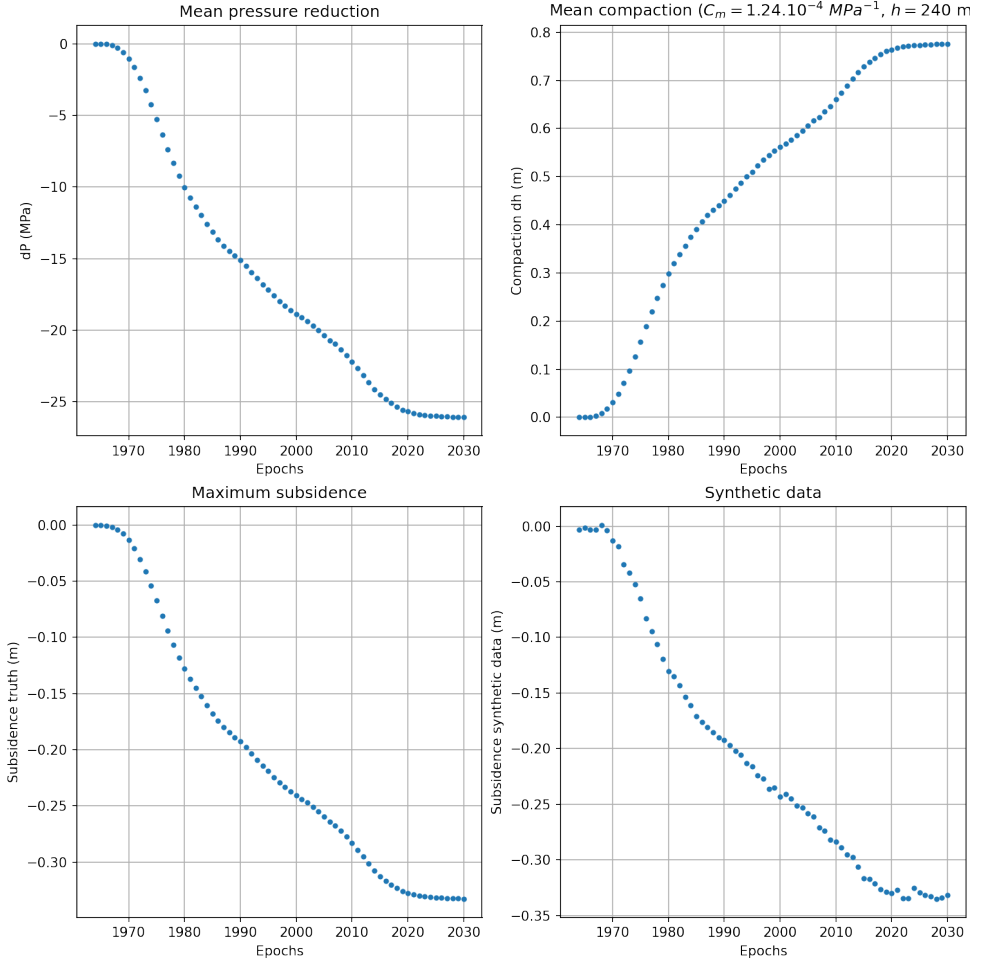 Mean pressure reduction
0
−5
−10
−15
−20
−25
dP (MPa)
1970 1980 1990 2000 2010 2020 2030
Epochs
Mean compaction (Cₘ = 1.24.10⁻⁴ MPa⁻¹, h = 240 m
0.8
0.7
0.6
0.5
0.4
0.3
0.2
0.1
0.0
Compaction dh (m)
1970 1980 1990 2000 2010 2020 2030
Epochs
Maximum subsidence
0.00
−0.05
−0.10
−0.15
−0.20
−0.25
−0.30
Subsidence truth (m)
1970 1980 1990 2000 2010 2020 2030
Epochs
Synthetic data
0.00
−0.05
−0.10
−0.15
−0.20
−0.25
−0.30
−0.35
Subsidence synthetic data (m)
1970 1980 1990 2000 2010 2020 2030
Epochs